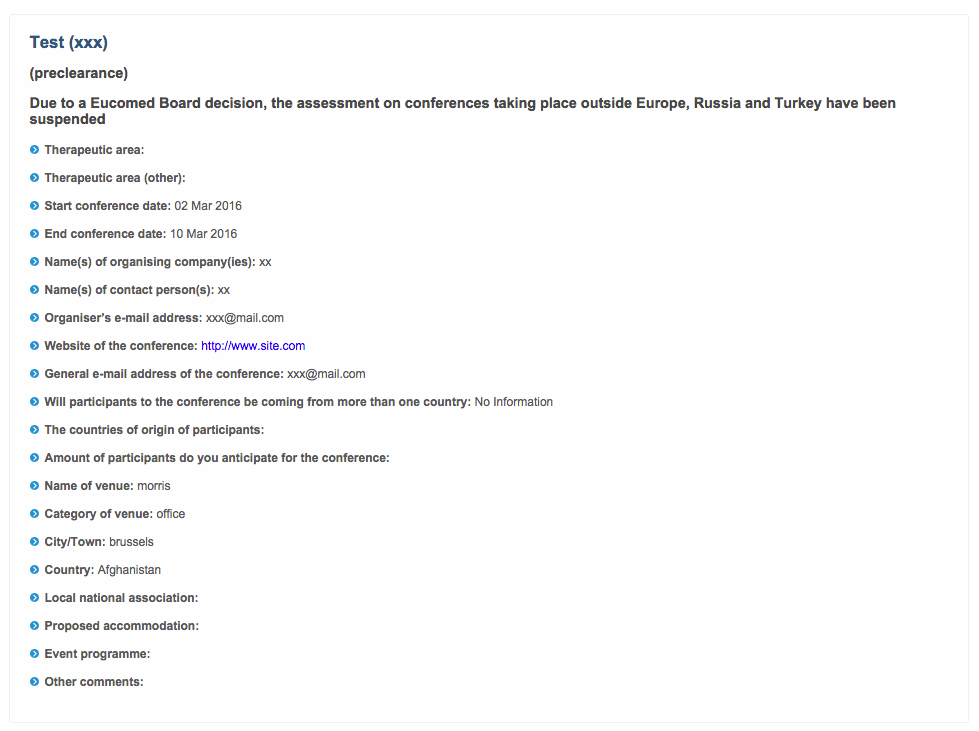 Test (xxx)
(preclearance)
Due to a Eucomed Board decision, the assessment on conferences taking place outside Europe, Russia and Turkey have been
suspended
Therapeutic area:
Therapeutic area (other):
Start conference date: 02 Mar 2016
End conference date: 10 Mar 2016
Name(s) of organising company(ies): xx
Name(s) of contact person(s): xx
Organiser’s e-mail address: xxx@mail.com
Website of the conference: http://www.site.com
General e-mail address of the conference: xxx@mail.com
Will participants to the conference be coming from more than one country: No Information
The countries of origin of participants:
Amount of participants do you anticipate for the conference:
Name of venue: morris
Category of venue: office
City/Town: brussels
Country: Afghanistan
Local national association:
Proposed accommodation:
Event programme:
Other comments: